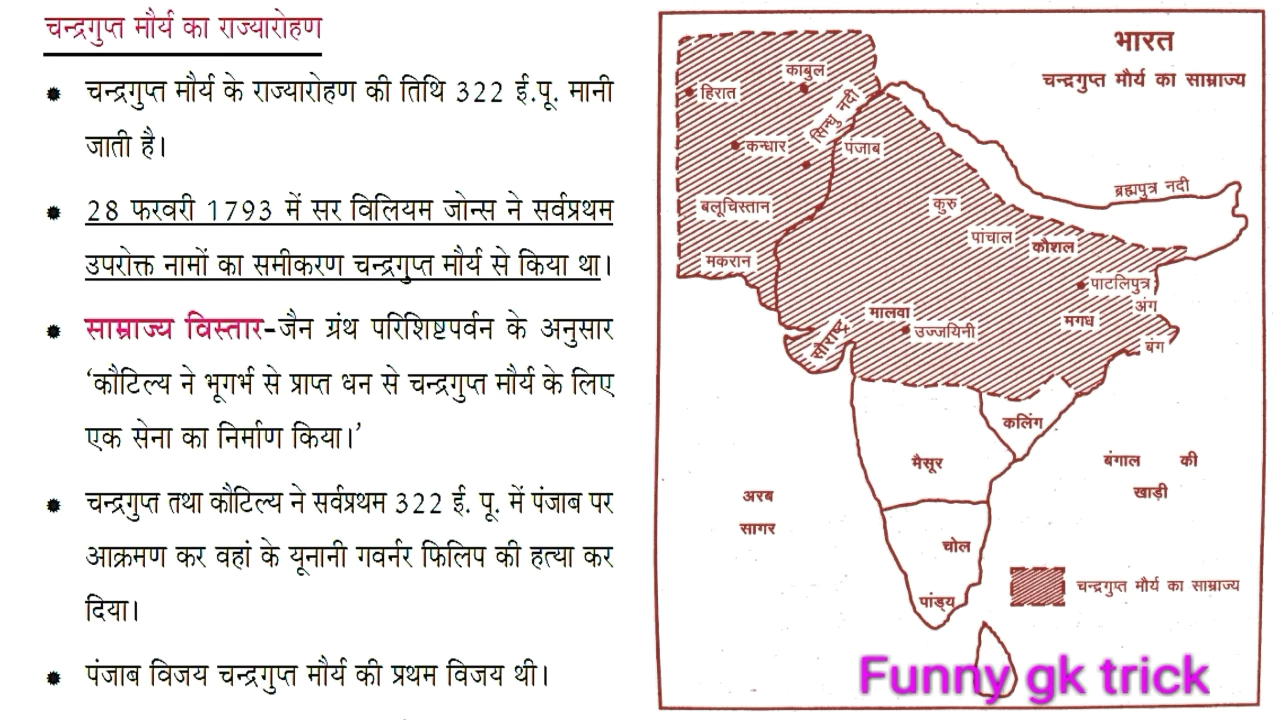 चन्द्रगुप्त मौर्य का राज्यारोहण
चन्द्रगुप्त मौर्य के राज्यारोहण की तिथि 322 ई.पू. मानी
जाती है।
28 फरवरी 1793 में सर विलियम जोन्स ने सर्वप्रथम
उपरोक्त नामों का समीकरण चन्द्रगुप्त मौर्य से किया था।
साम्राज्य विस्तार-जैन ग्रंथ परिशिष्टपर्वन के अनुसार
‘कौटिल्य ने भूगर्भ से प्राप्त धन से चन्द्रगुप्त मौर्य के लिए
एक सेना का निर्माण किया।’
चन्द्रगुप्त तथा कौटिल्य ने सर्वप्रथम 322 ई. पू. में पंजाब पर
आक्रमण कर वहां के यूनानी गवर्नर फिलिप की हत्या कर
दिया।
पंजाब विजय चन्द्रगुप्त मौर्य की प्रथम विजय थी।
भारत
चन्द्रगुप्त मौर्य का साम्राज्य
काबुल
हिरात
सिन्धु नदी
कन्धार
पंजाब
ब्रह्मपुत्र नदी
बलूचिस्तान
कुरु
पांचाल
कौशल
मकरान
पाटलिपुत्र
अंग
मालवा
मगध
उज्जयिनी
सौराष्ट्र
बंग
कलिंग
मैसूर
बंगाल की
खाड़ी
अरब
सागर
चोल
पांड्य
चन्द्रगुप्त मौर्य का साम्राज्य
Funny gk trick